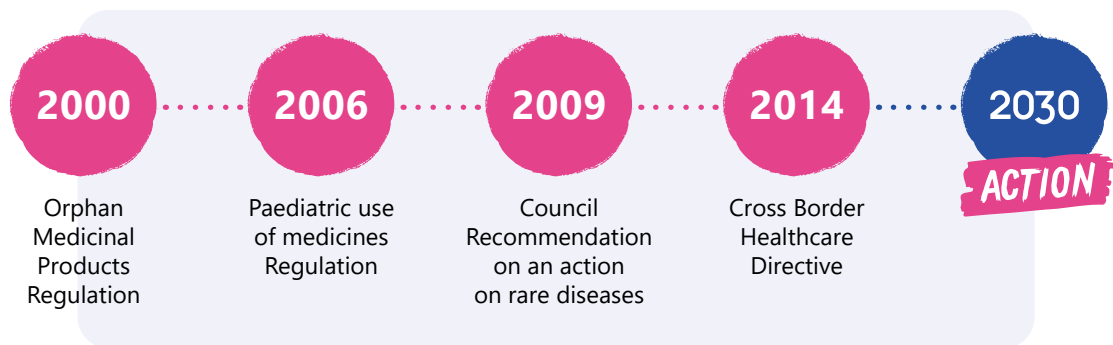 2000
Orphan
Medicinal
Products
Regulation
2006
Paediatric use
of medicines
Regulation
2009
Council
Recommendation
on an action
on rare diseases
2014
Cross Border
Healthcare
Directive
2030
ACTION